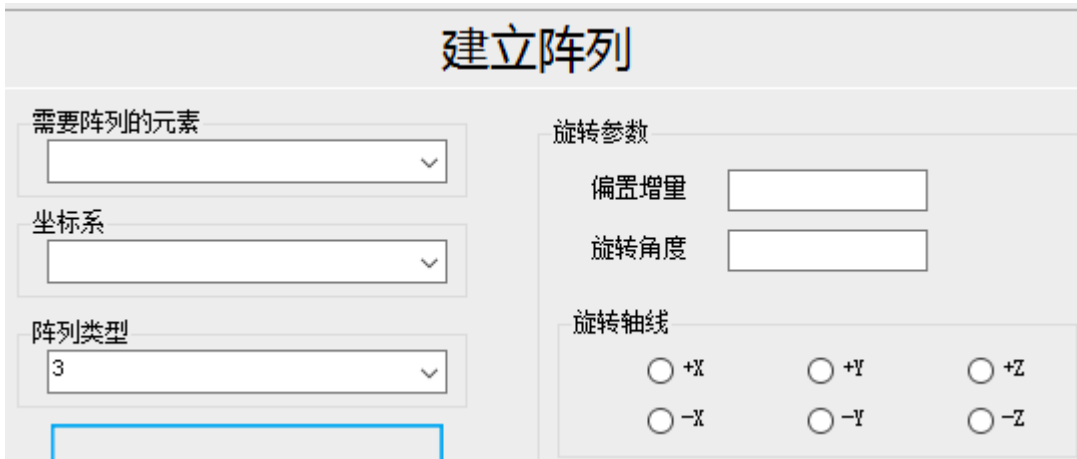 建立阵列
需要阵列的元素
坐标系
阵列类型
3
旋转参数
偏置增量
旋转角度
旋转轴线
+X +Y +Z
-X -Y -Z